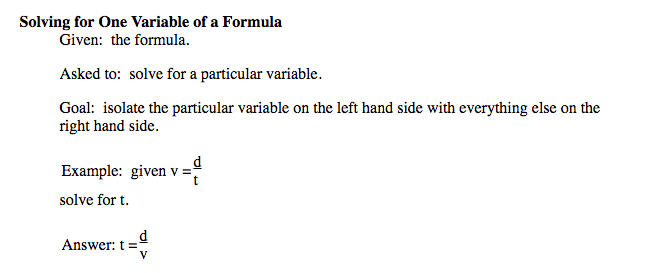 Solving for One Variable of a Formula
Given: the formula.
Asked to: solve for a particular variable.
Goal: isolate the particular variable on the left hand side with everything else on the
right hand side.
Example: given v = d/t
solve for t.
Answer: t = d/v